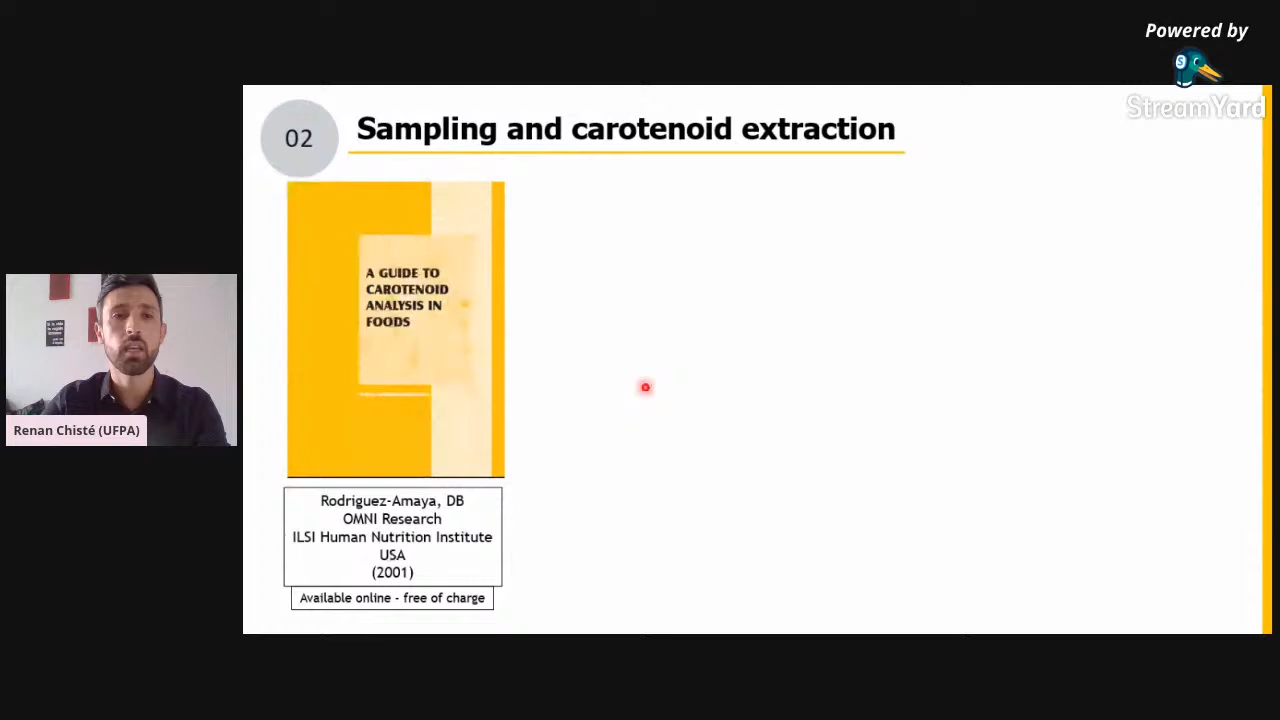 Powered by
StreamYard
02
Sampling and carotenoid extraction
A GUIDE TO
CAROTENOID
ANALYSIS IN
FOODS
Renan Chisté (UFPA)
Rodriguez-Amaya, DB
OMNI Research
ILSI Human Nutrition Institute
USA
(2001)
Available online - free of charge